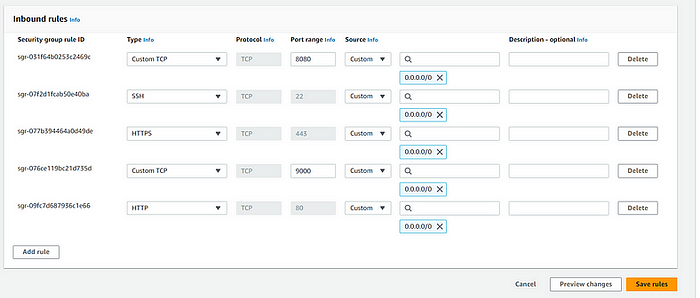 Inbound rules Info
Security group rule ID Type Info Protocol Info Port range Info Source Info Description - optional Info
sgr-031f64b0253c2469c Custom TCP TCP 8080 Custom Delete
0.0.0.0/0
sgr-07f2d1fcab50e40ba SSH TCP 22 Custom Delete
0.0.0.0/0
sgr-077b394464a0d49de HTTPS TCP 443 Custom Delete
0.0.0.0/0
sgr-076ce119bc21d735d Custom TCP TCP 9000 Custom Delete
0.0.0.0/0
sgr-09fc7d687936c1e66 HTTP TCP 80 Custom Delete
0.0.0.0/0
Add rule
Cancel Preview changes Save rules